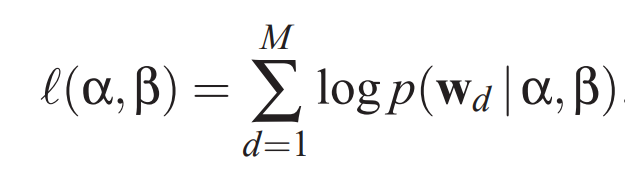 ℓ(α,β) = ∑_{d=1}^{M} log p(w_d | α,β).